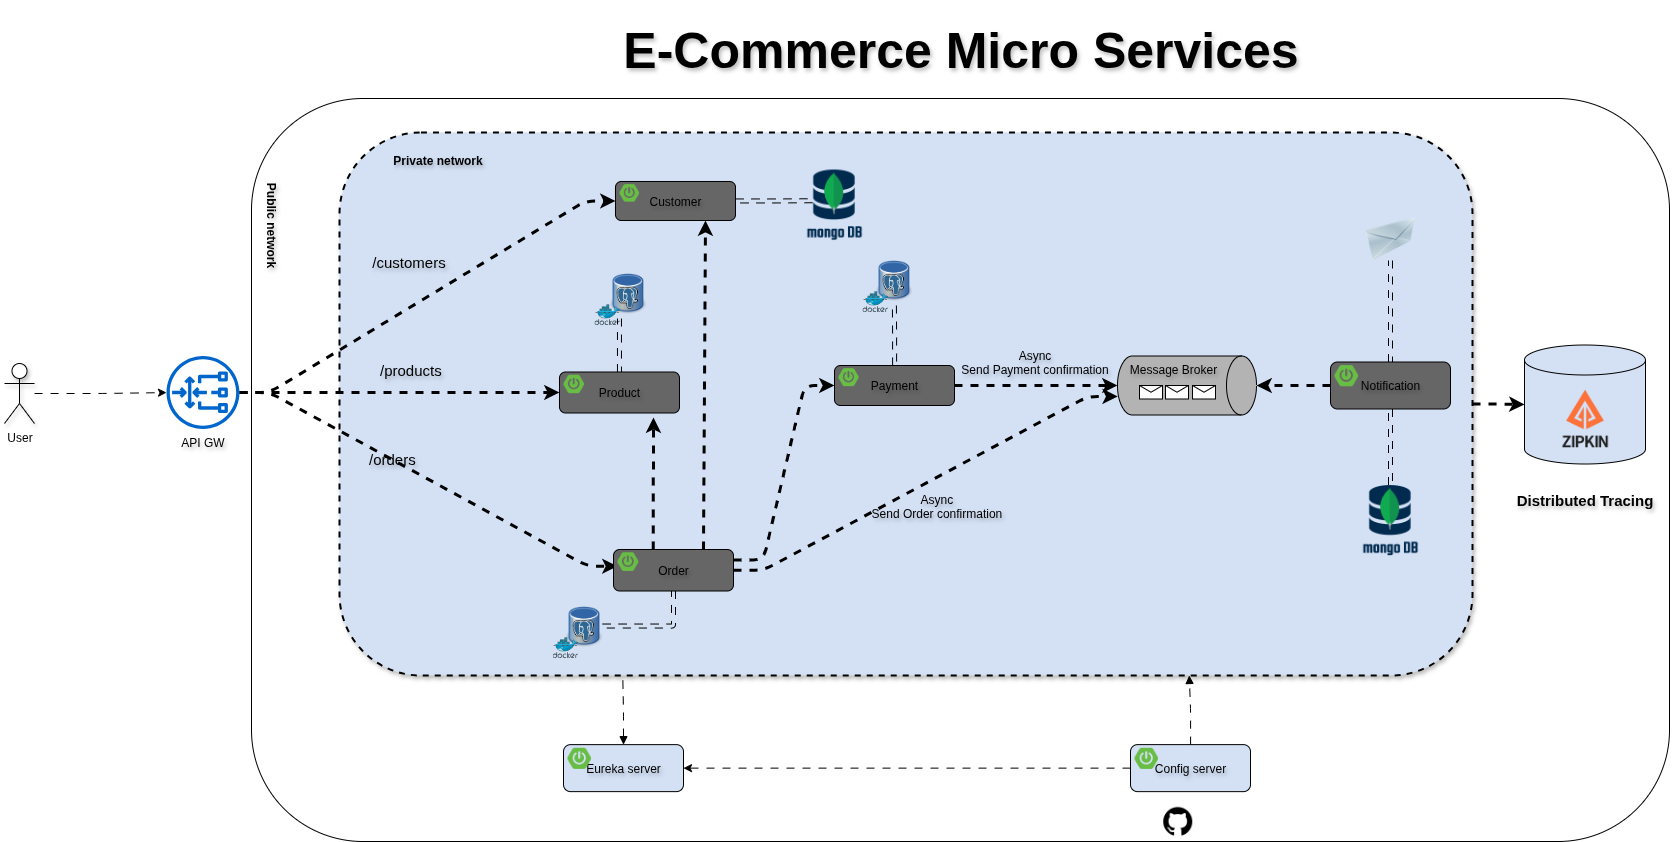 E-Commerce Micro Services
Public network
Private network
Customer
mongo DB
/customers
docker
docker
/products
Product
Payment
Async
Send Payment confirmation
Message Broker
Notification
ZIPKIN
Distributed Tracing
User
API GW
/orders
Async
Send Order confirmation
mongo DB
Order
docker
Eureka server
Config server